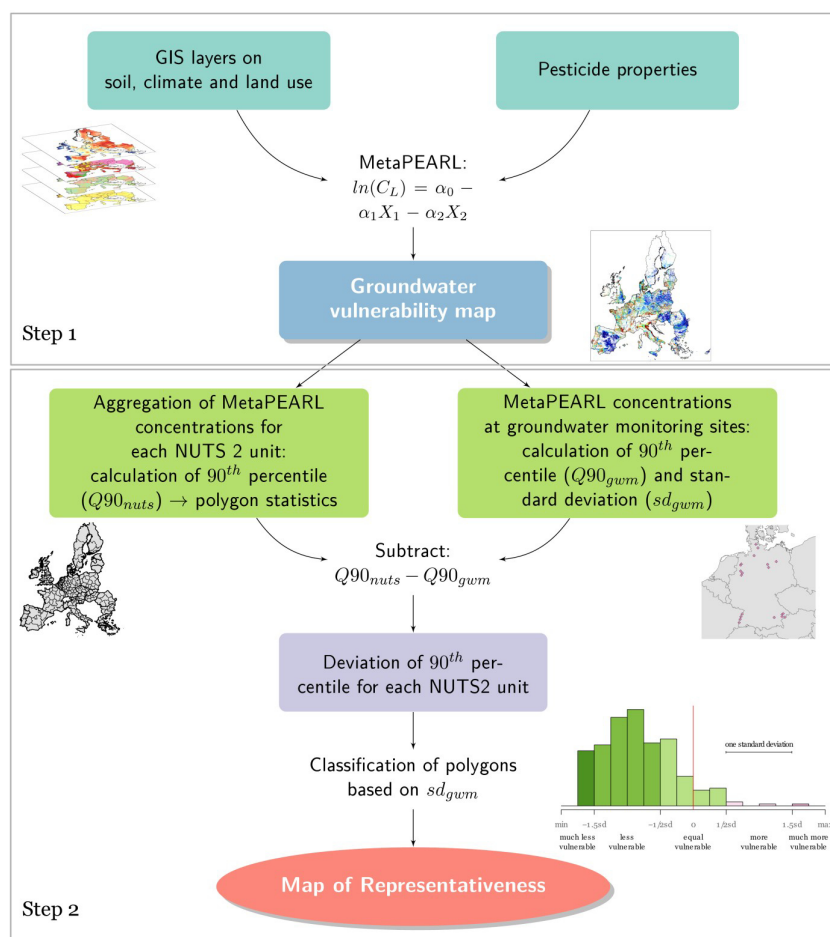 GIS layers on
soil, climate and land use
Pesticide properties
MetaPEARL:
ln(C_L) = α_0 −
α_1X_1 − α_2X_2
Groundwater
vulnerability map
Step 1
Aggregation of MetaPEARL
concentrations for
each NUTS 2 unit:
calculation of 90^th percentile
(Q90_nuts) → polygon statistics
MetaPEARL concentrations
at groundwater monitoring sites:
calculation of 90^th per-
centile (Q90_gwm) and stan-
dard deviation (sd_gwm)
Subtract:
Q90_nuts − Q90_gwm
Deviation of 90^th per-
centile for each NUTS2 unit
Classification of polygons
based on sd_gwm
one standard deviation
min −1.5sd −1/2sd 0 1/2sd 1.5sd max
much less less equal more much more
vulnerable vulnerable vulnerable vulnerable vulnerable
Map of Representativeness
Step 2